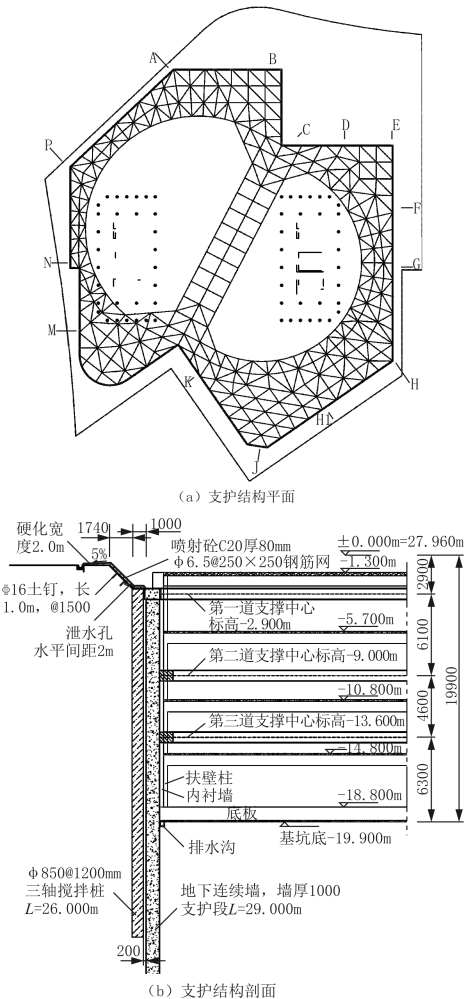 A
B
C
D
E
P
F
N
G
M
K
H
H1
J
(a) 支护结构平面
硬化宽
度2.0m
1740
1000
5%
喷射砼C20厚80mm
φ6.5@250×250钢筋网
±0.000m=27.960m
-1.300m
Φ16土钉，长
1.0m，@1500
泄水孔
水平间距2m
第一道支撑中心
标高-2.900m
2900
-5.700m
6100
第二道支撑中心标高-9.000m
-10.800m
4600
19900
第三道支撑中心标高-13.600m
-14.800m
扶壁柱
内衬墙
-18.800m
6300
底板
排水沟
基坑底-19.900m
φ850@1200mm
三轴搅拌桩
L=26.000m
地下连续墙，墙厚1000
支护段L=29.000m
200
(b) 支护结构剖面